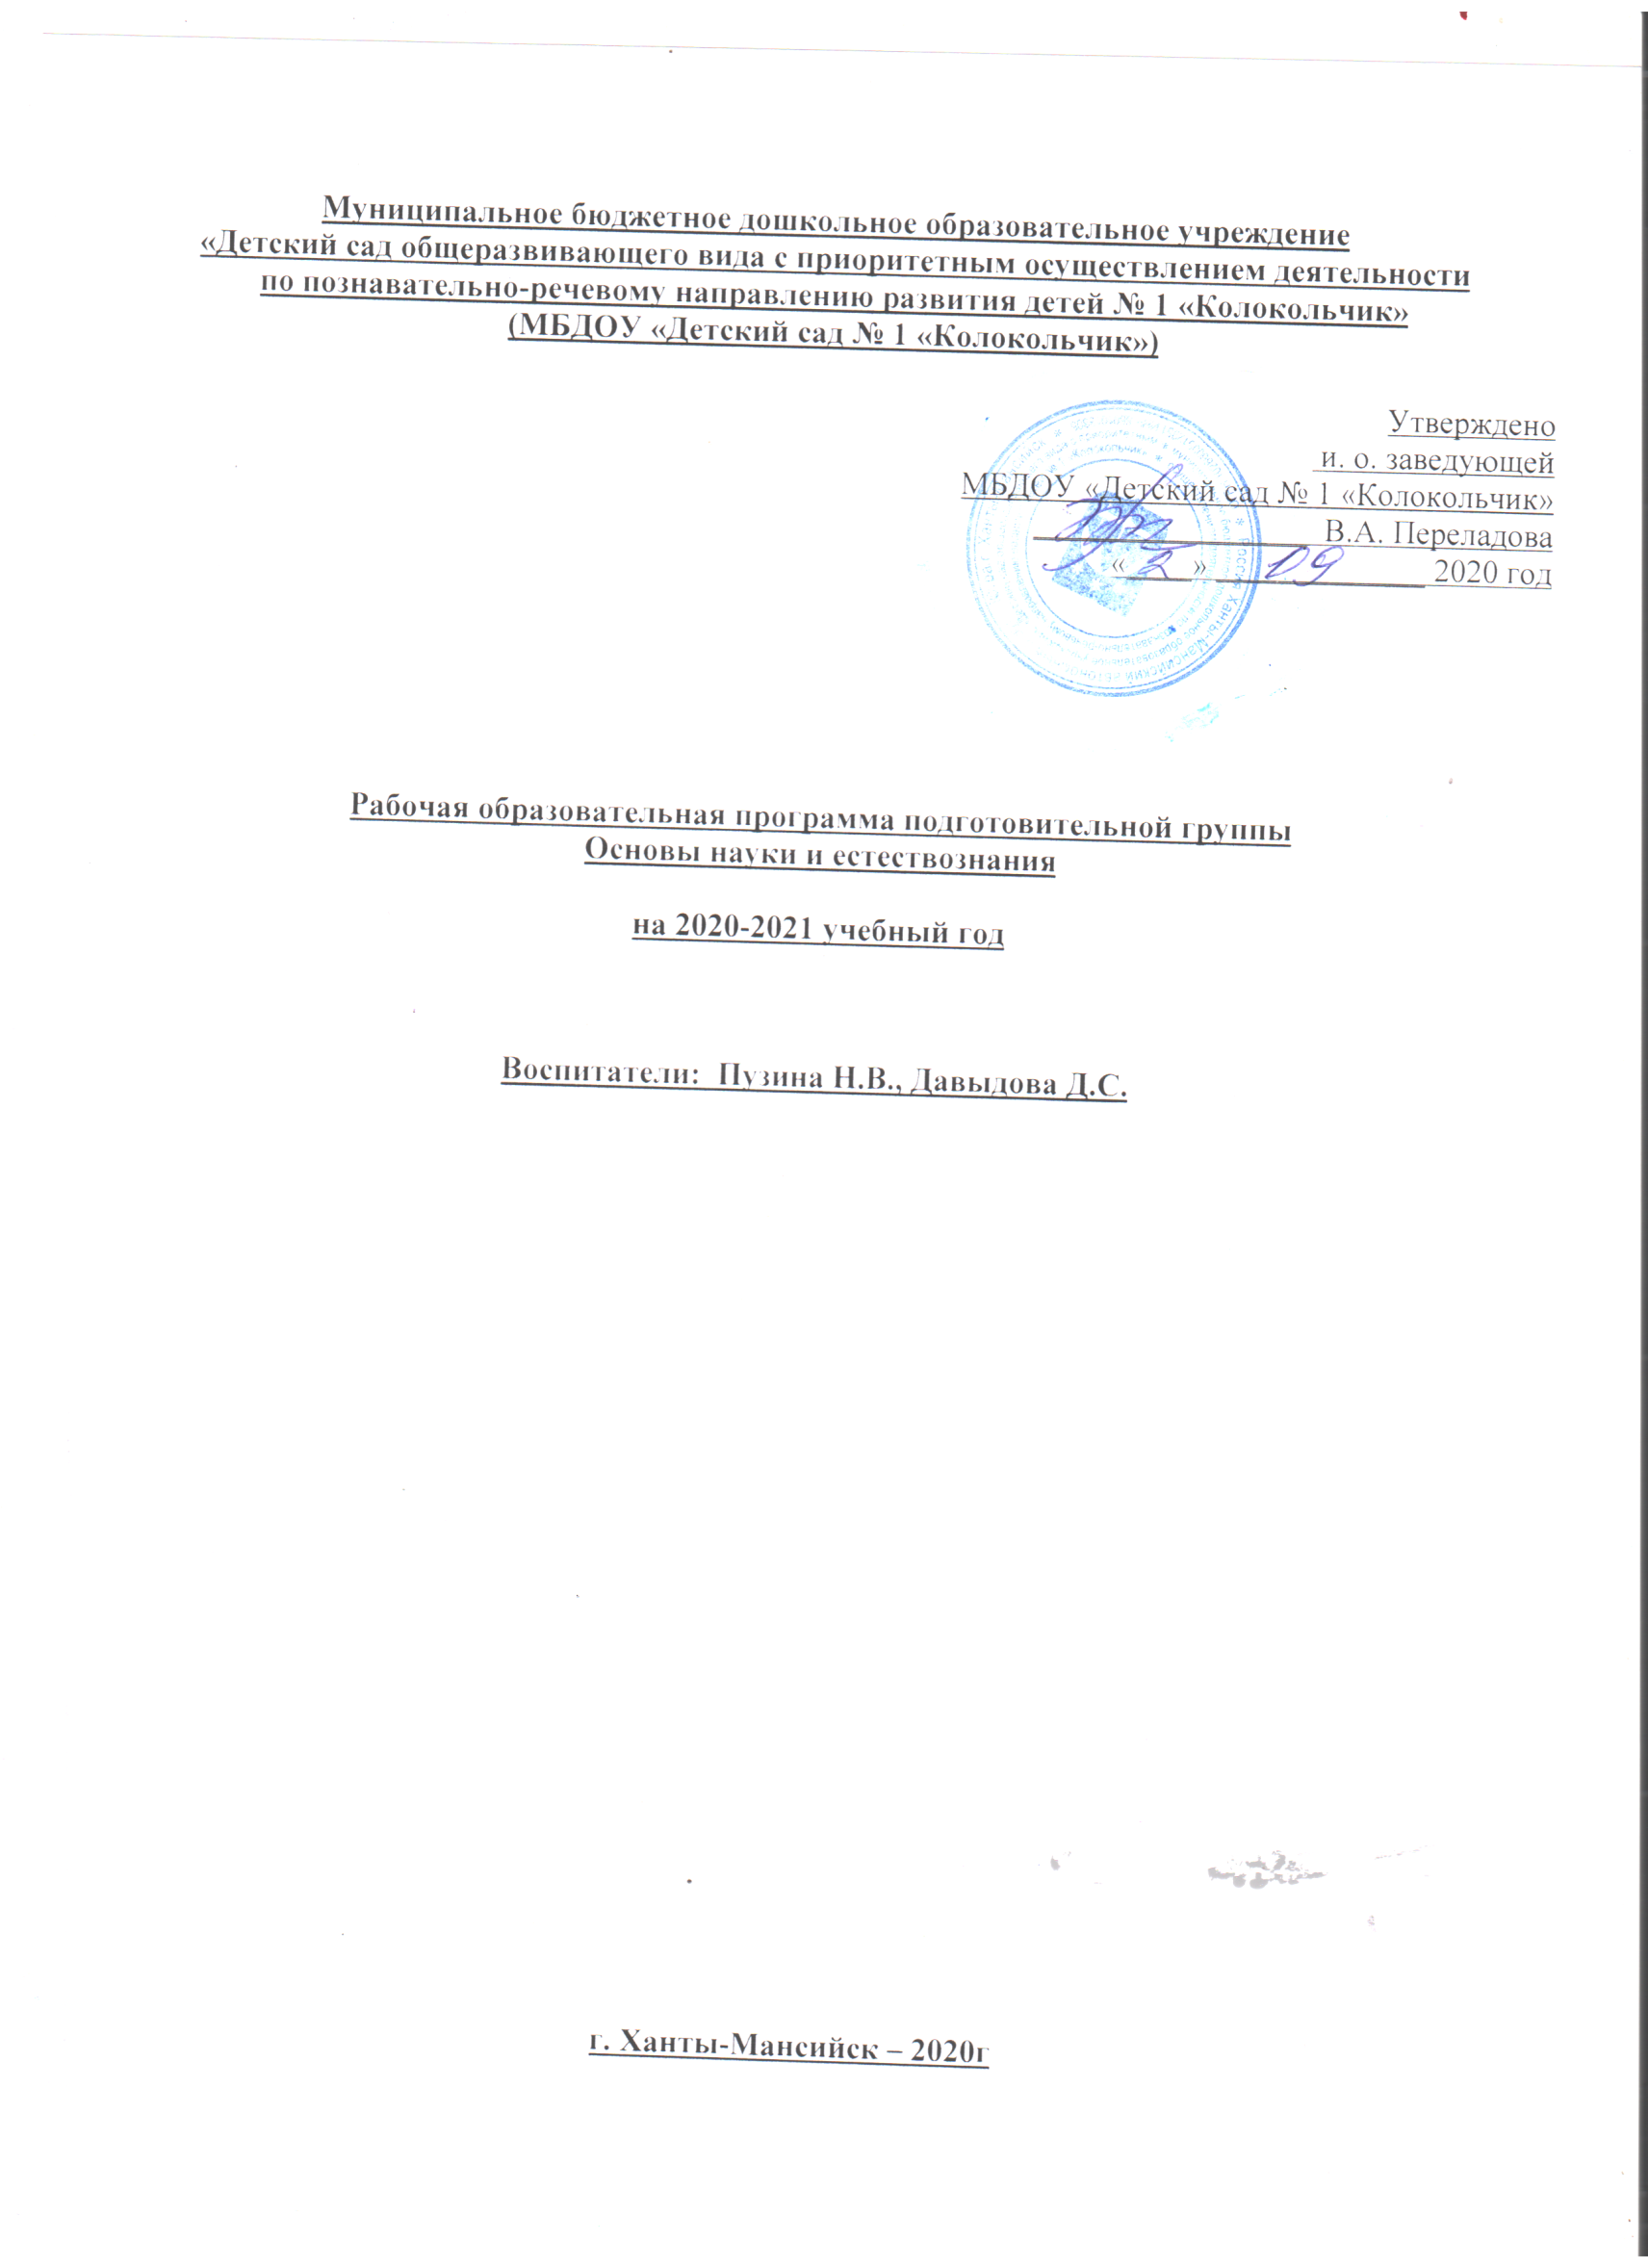 Муниципальное бюджетное дошкольное образовательное учреждение
«Детский сад общеразвивающего вида с приоритетным осуществлением деятельности
по познавательно-речевому направлению развития детей № 1 «Колокольчик»
(МБДОУ «Детский сад № 1 «Колокольчик»)
Утверждено
и. о. заведующей
МБДОУ «Детский сад № 1 «Колокольчик»
В.А. Переладова
« 2 » 09 2020 год
Россия Ханты-Мансийский
Рабочая образовательная программа подготовительной группы
Основы науки и естествознания
на 2020-2021 учебный год
Воспитатели: Пузина Н.В., Давыдова Д.С.
г. Ханты-Мансийск – 2020г